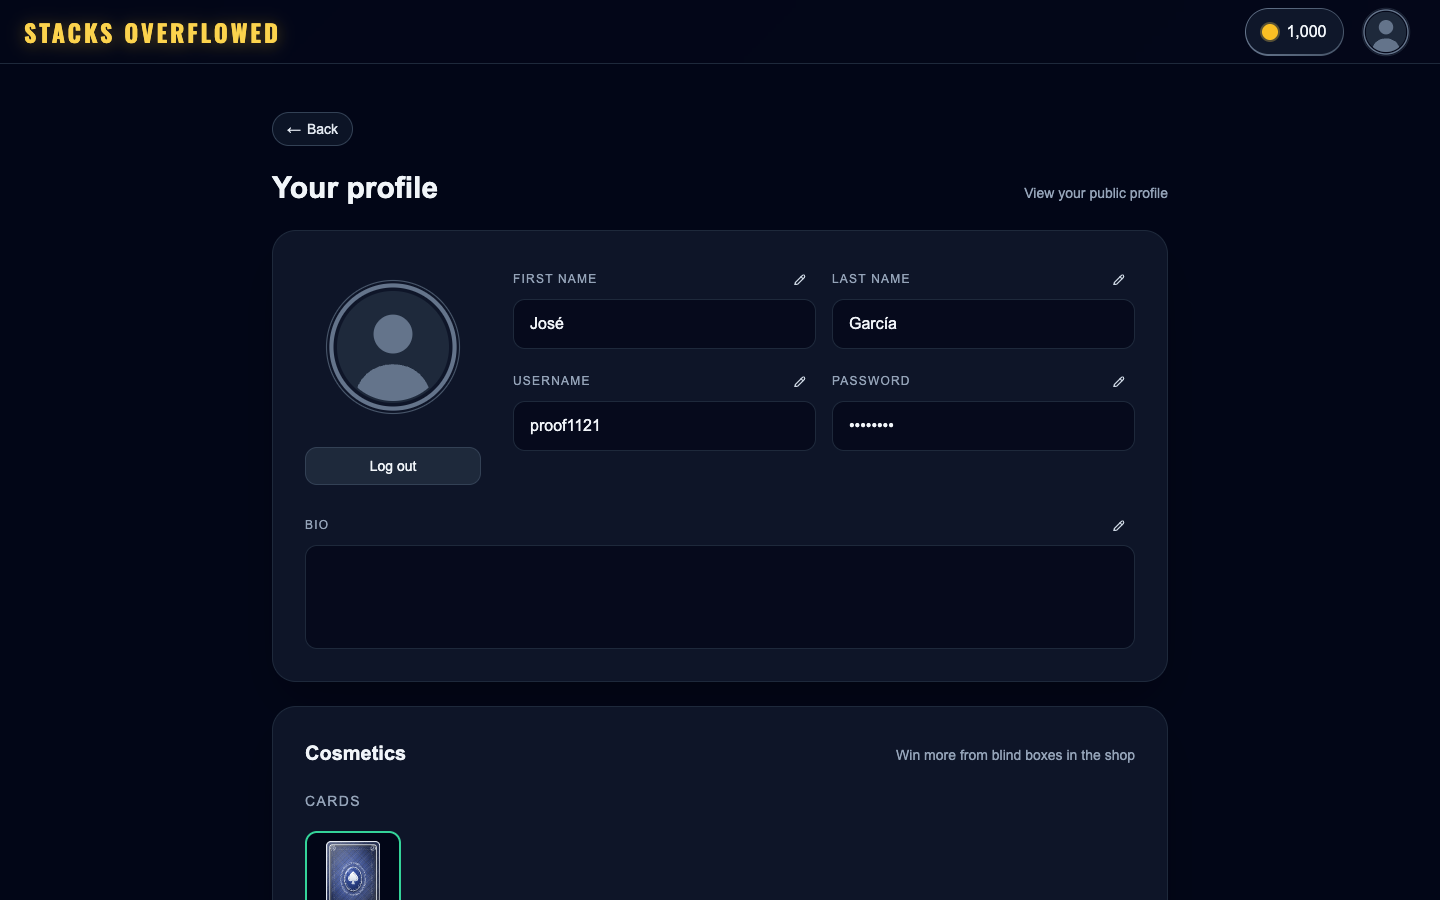 STACKS OVERFLOWED
1,000
← Back
Your profile
View your public profile
FIRST NAME
LAST NAME
José
García
USERNAME
PASSWORD
proof1121
••••••••
Log out
BIO
Cosmetics
Win more from blind boxes in the shop
CARDS